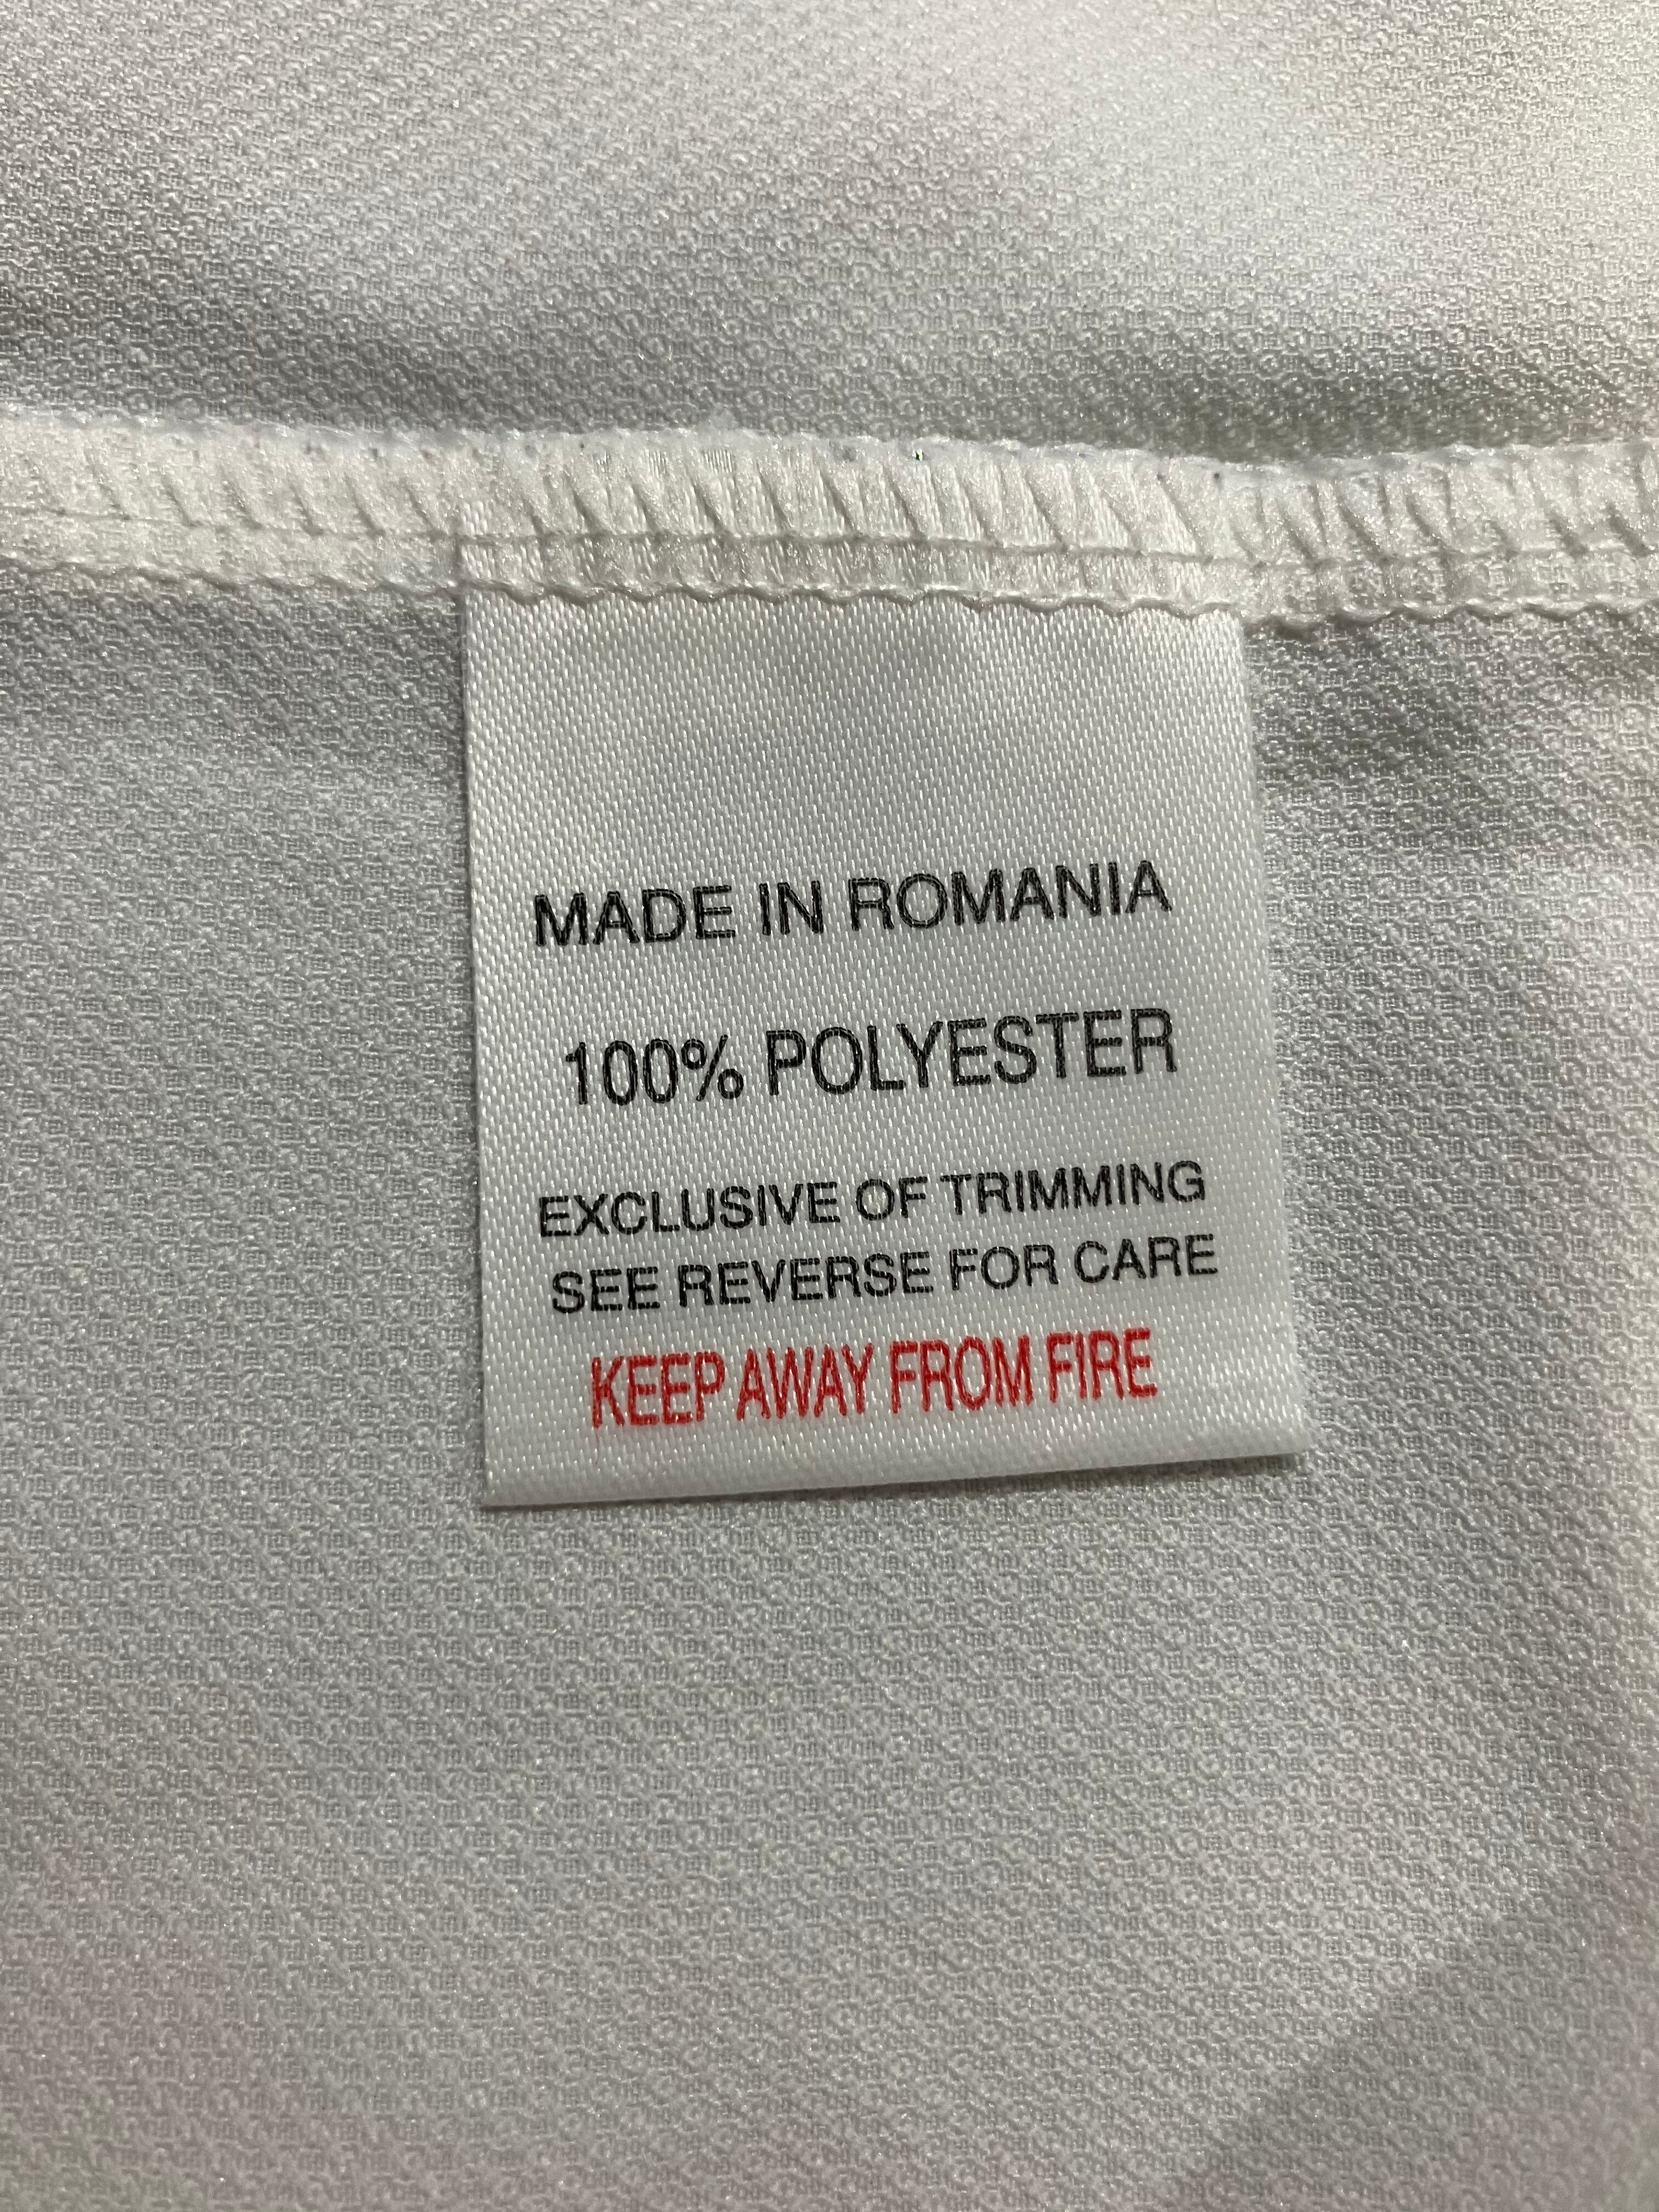 MADE IN ROMANIA
100% POLYESTER
EXCLUSIVE OF TRIMMING
SEE REVERSE FOR CARE
KEEP AWAY FROM FIRE